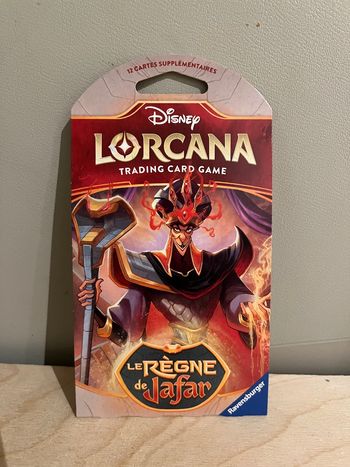 12 CARTES SUPPLÉMENTAIRES
Disney
LORCANA
TRADING CARD GAME
LE RÈGNE
de Jafar
Ravensburger